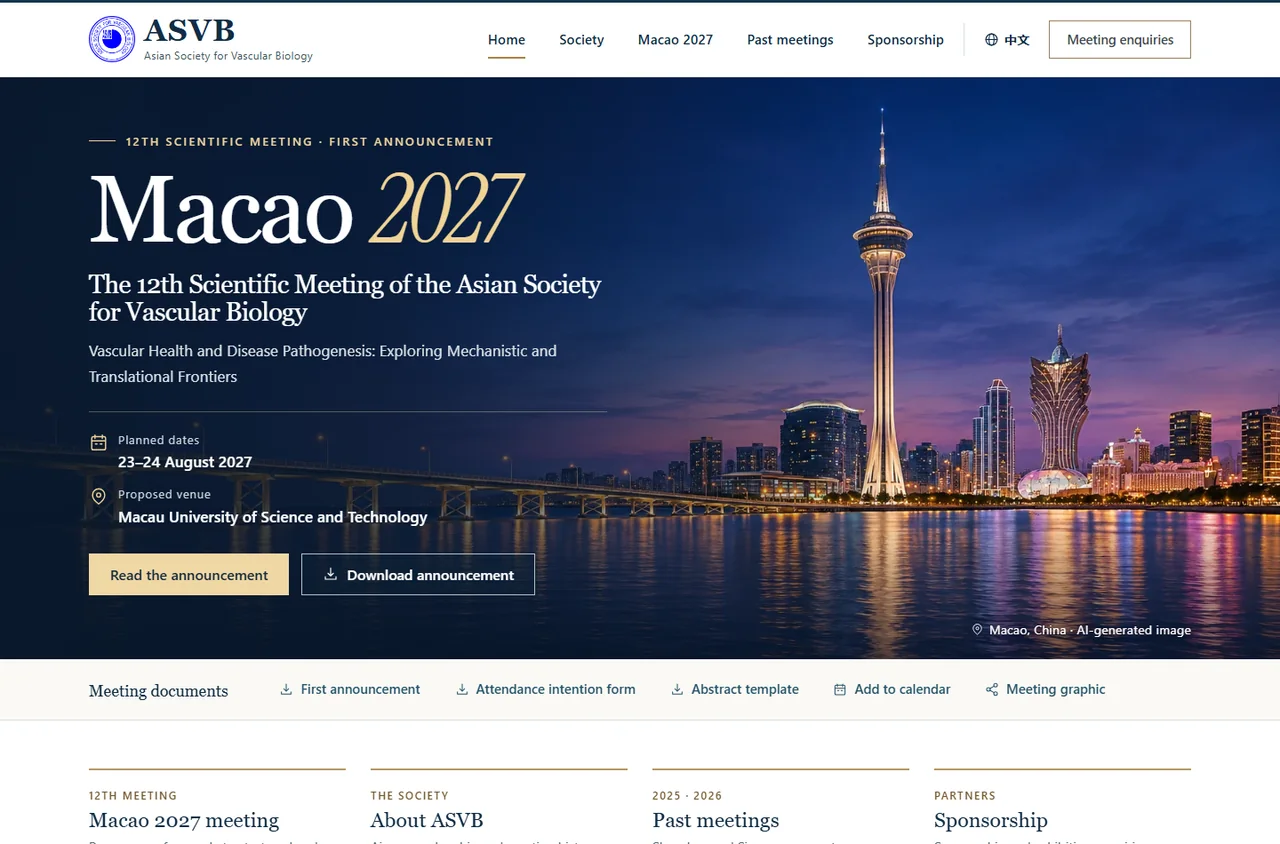 ASVB
Asian Society for Vascular Biology
Home
Society
Macao 2027
Past meetings
Sponsorship
中文
Meeting enquiries
12TH SCIENTIFIC MEETING · FIRST ANNOUNCEMENT
Macao 2027
The 12th Scientific Meeting of the Asian Society
for Vascular Biology
Vascular Health and Disease Pathogenesis: Exploring Mechanistic and
Translational Frontiers
Planned dates
23–24 August 2027
Proposed venue
Macau University of Science and Technology
Read the announcement
Download announcement
Macao, China · AI-generated image
Meeting documents
First announcement
Attendance intention form
Abstract template
Add to calendar
Meeting graphic
12TH MEETING
Macao 2027 meeting
THE SOCIETY
About ASVB
2025 · 2026
Past meetings
PARTNERS
Sponsorship